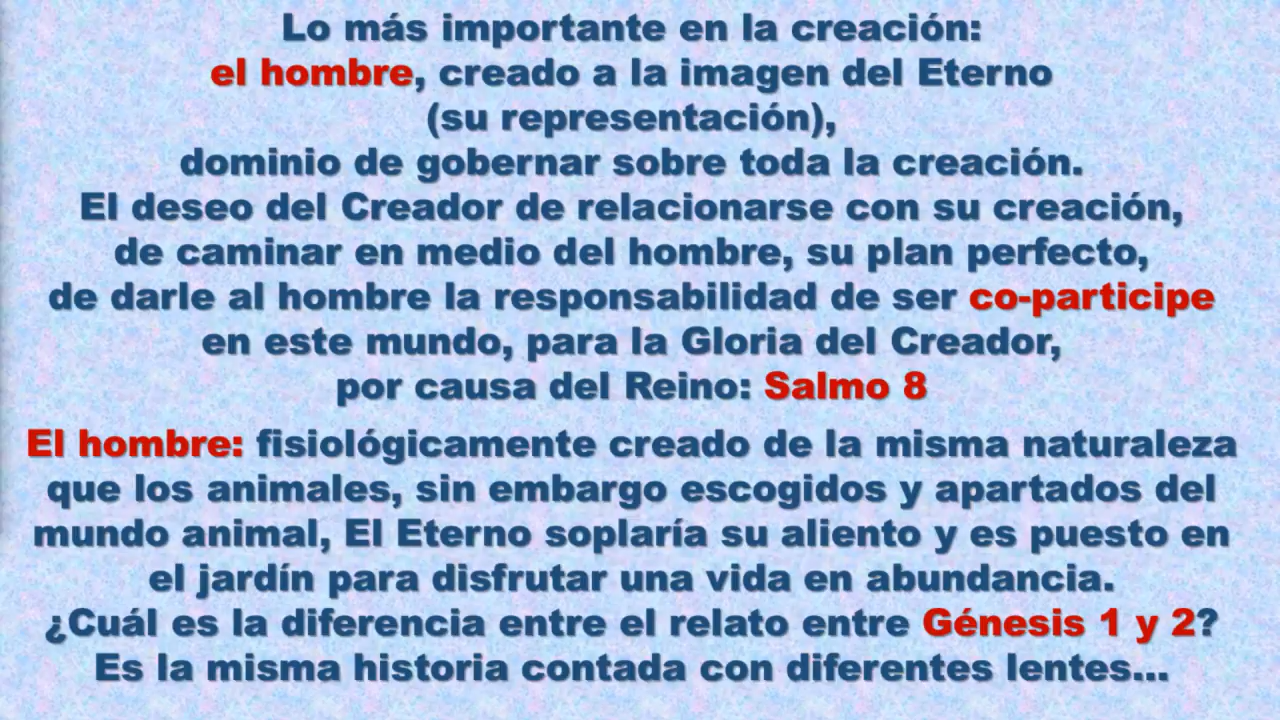 Lo más importante en la creación:
el hombre, creado a la imagen del Eterno
(su representación),
dominio de gobernar sobre toda la creación.
El deseo del Creador de relacionarse con su creación,
de caminar en medio del hombre, su plan perfecto,
de darle al hombre la responsabilidad de ser co-participe
en este mundo, para la Gloria del Creador,
por causa del Reino: Salmo 8
El hombre: fisiológicamente creado de la misma naturaleza
que los animales, sin embargo escogidos y apartados del
mundo animal, El Eterno soplaría su aliento y es puesto en
el jardín para disfrutar una vida en abundancia.
¿Cuál es la diferencia entre el relato entre Génesis 1 y 2?
Es la misma historia contada con diferentes lentes...